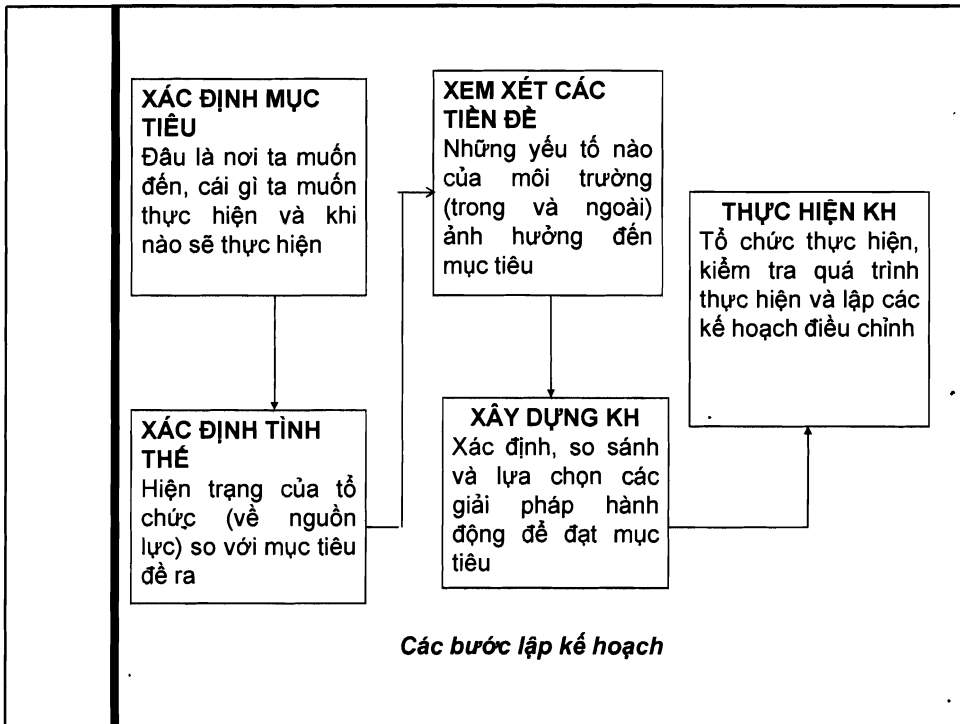 XÁC ĐỊNH MỤC
TIÊU
Đâu là nơi ta muốn
đến, cái gì ta muốn
thực hiện và khi
nào sẽ thực hiện
XÁC ĐỊNH TÌNH
THẾ
Hiện trạng của tổ
chức (về nguồn
lực) so với mục tiêu
đề ra
XEM XÉT CÁC
TIỀN ĐỀ
Những yếu tố nào
của môi trường
(trong và ngoài)
ảnh hưởng đến
mục tiêu
XÂY DỰNG KH
Xác định, so sánh
và lựa chọn các
giải pháp hành
động để đạt mục
tiêu
THỰC HIỆN KH
Tổ chức thực hiện,
kiểm tra quá trình
thực hiện và lập các
kế hoạch điều chỉnh
Các bước lập kế hoạch